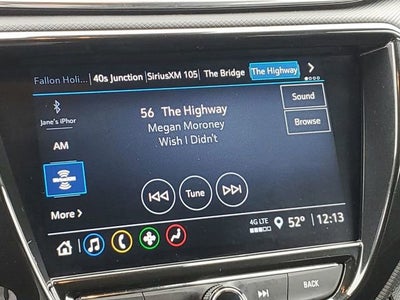 Fallon Holi... 40s Junction SiriusXM 105 The Bridge The Highway
Jane's iPhor
56 The Highway
Megan Moroney
Wish I Didn't
Sound
Browse
AM
More >
Tune
4G LTE
52° 12:13
BACK